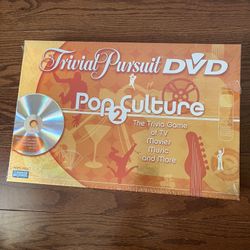 Trivial Pursuit DVD
Pop Culture
2
The Trivia Game
of TV
Movies
Music
and More